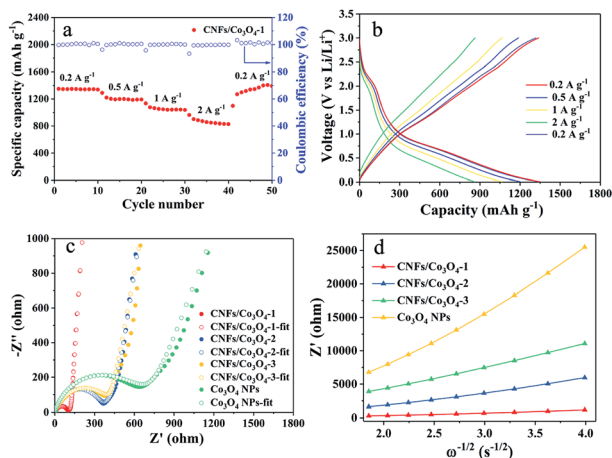 a
CNFs/Co₃O₄-1
0.2 A g⁻¹
0.5 A g⁻¹
1 A g⁻¹
2 A g⁻¹
0.2 A g⁻¹
Specific capacity (mAh g⁻¹)
2000
1600
1200
800
400
0
0 10 20 30 40 50
Cycle number
120
100
80
60
40
20
0
Coulombic efficiency (%)
b
Voltage (V vs Li/Li⁺)
3.5
3.0
2.5
2.0
1.5
1.0
0.5
0.0
0.2 A g⁻¹
0.5 A g⁻¹
1 A g⁻¹
2 A g⁻¹
0.2 A g⁻¹
0 300 600 900 1200 1500 1800
Capacity (mAh g⁻¹)
c
-Z'' (ohm)
1000
800
600
400
200
0
CNFs/Co₃O₄-1
CNFs/Co₃O₄-1-fit
CNFs/Co₃O₄-2
CNFs/Co₃O₄-2-fit
CNFs/Co₃O₄-3
CNFs/Co₃O₄-3-fit
Co₃O₄ NPs
Co₃O₄ NPs-fit
0 300 600 900 1200 1500 1800
Z' (ohm)
d
Z' (ohm)
25000
20000
15000
10000
5000
0
CNFs/Co₃O₄-1
CNFs/Co₃O₄-2
CNFs/Co₃O₄-3
Co₃O₄ NPs
2.0 2.5 3.0 3.5 4.0
ω⁻¹/² (s⁻¹/²)